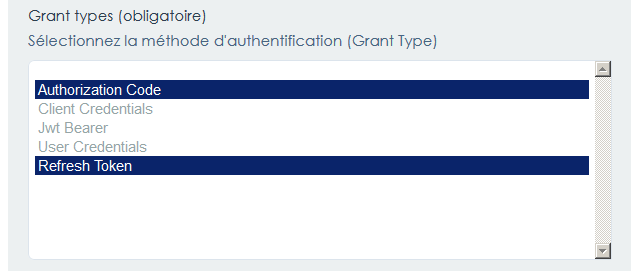 Grant types (obligatoire)
Sélectionnez la méthode d'authentification (Grant Type)
Authorization Code
Client Credentials
Jwt Bearer
User Credentials
Refresh Token